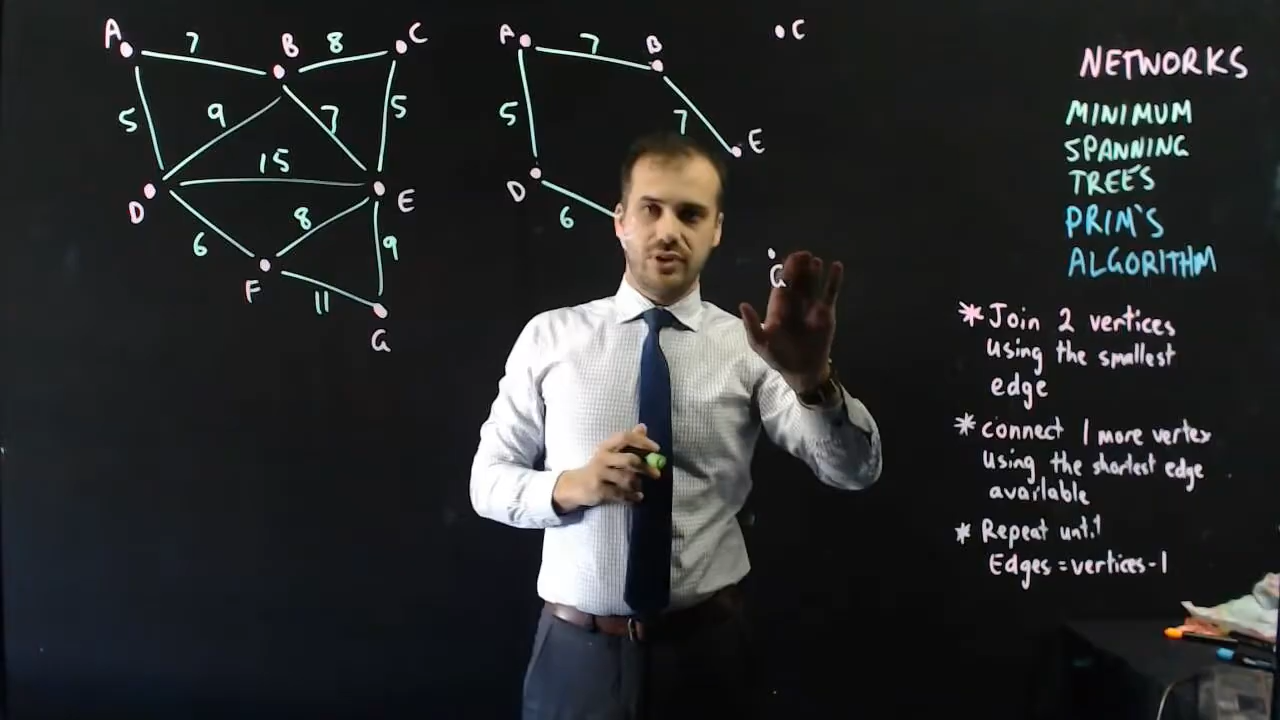 A 7 B 8 C
5 9 7 5
15
D E
6 8 9
F 11
G
A 7 B C
5 7 E
D 6
G
NETWORKS
MINIMUM
SPANNING
TREES
PRIM'S
ALGORITHM
* Join 2 vertices
using the smallest
edge
* connect 1 more vertex
using the shortest edge
available
* Repeat until
Edges = vertices - 1